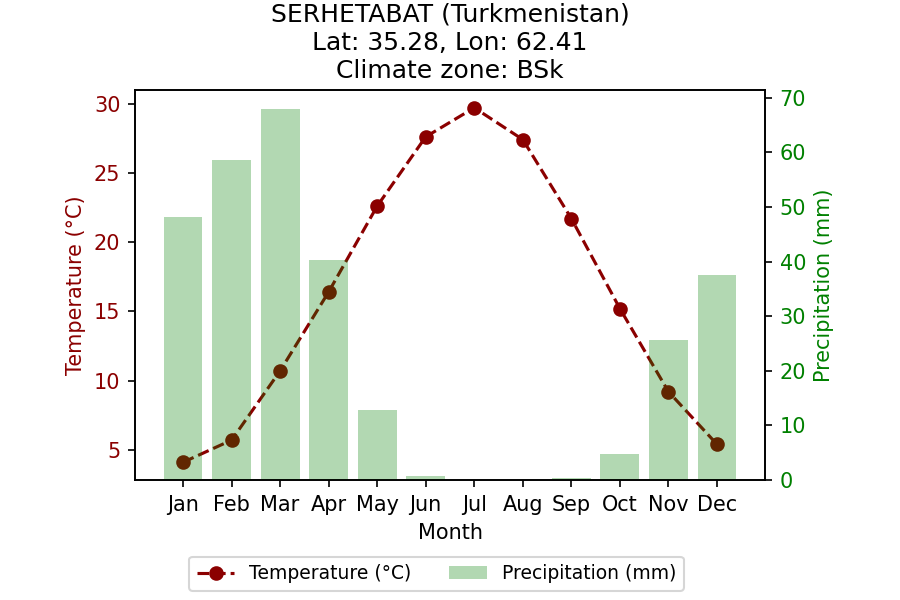 SERHETABAT (Turkmenistan)
Lat: 35.28, Lon: 62.41
Climate zone: BSk
30
25
20
15
10
5
Temperature (°C)
70
60
50
40
30
20
10
0
Precipitation (mm)
Jan Feb Mar Apr May Jun Jul Aug Sep Oct Nov Dec
Month
Temperature (°C) Precipitation (mm)